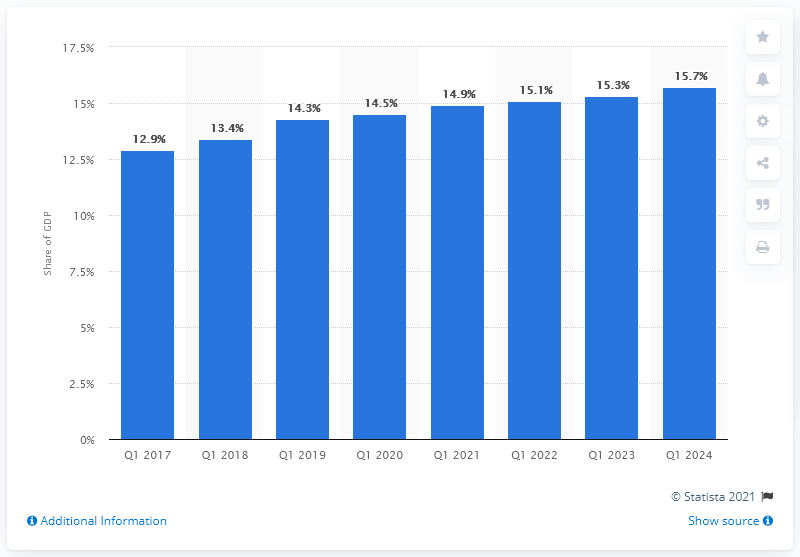 17.5%
15%
12.5%
10%
7.5%
5%
2.5%
0%
Share of GDP
12.9%
13.4%
14.3%
14.5%
14.9%
15.1%
15.3%
15.7%
Q1 2017
Q1 2018
Q1 2019
Q1 2020
Q1 2021
Q1 2022
Q1 2023
Q1 2024
© Statista 2021
Additional Information
Show source